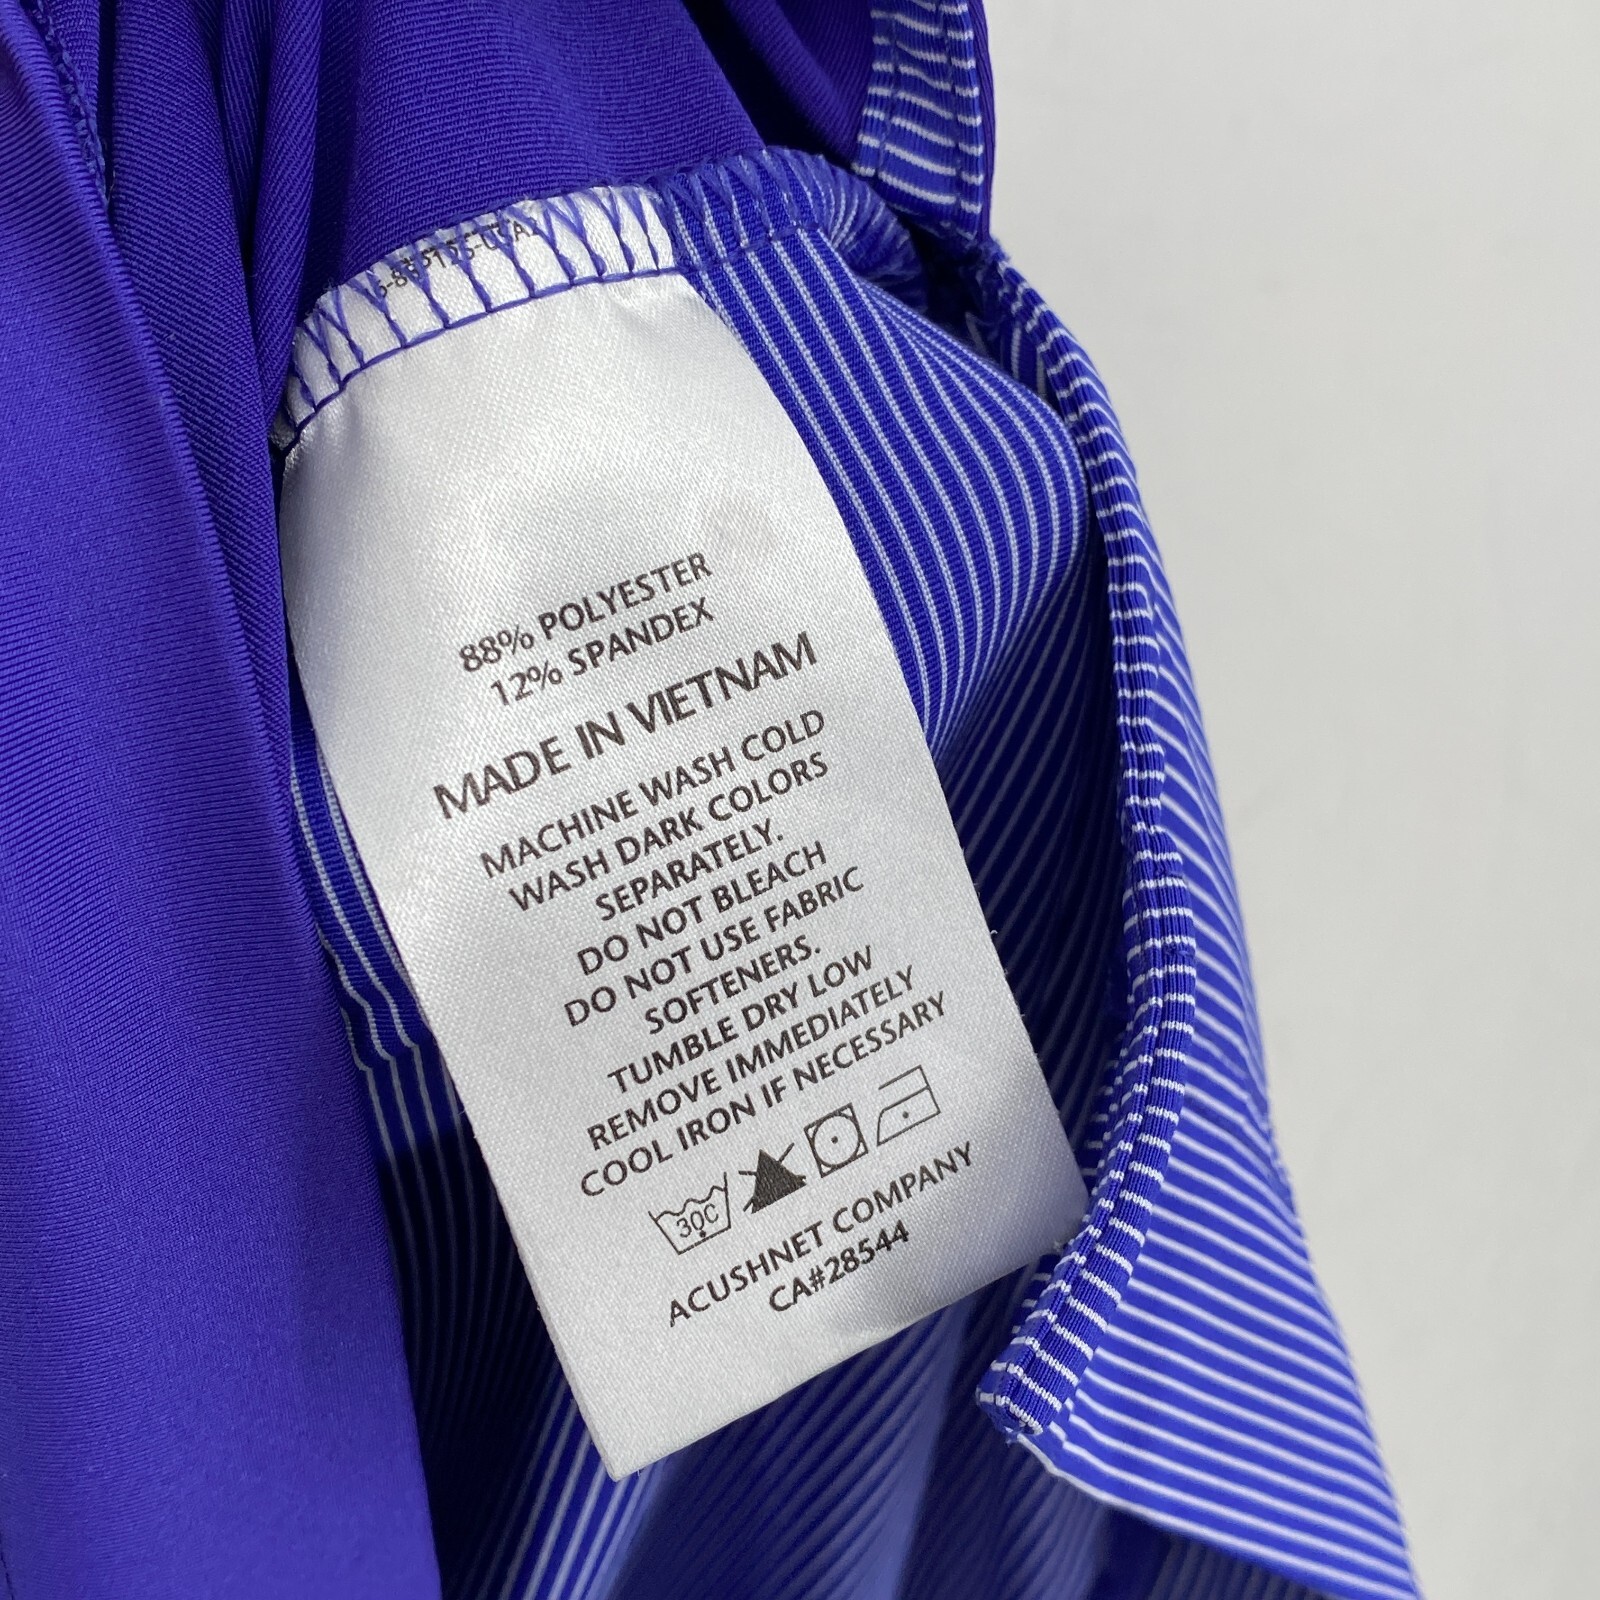 88% POLYESTER
12% SPANDEX
MADE IN VIETNAM
MACHINE WASH COLD
WASH DARK COLORS
SEPARATELY.
DO NOT BLEACH
DO NOT USE FABRIC
SOFTENERS.
TUMBLE DRY LOW
REMOVE IMMEDIATELY
COOL IRON IF NECESSARY
30C
ACUSHNET COMPANY
CA#28544